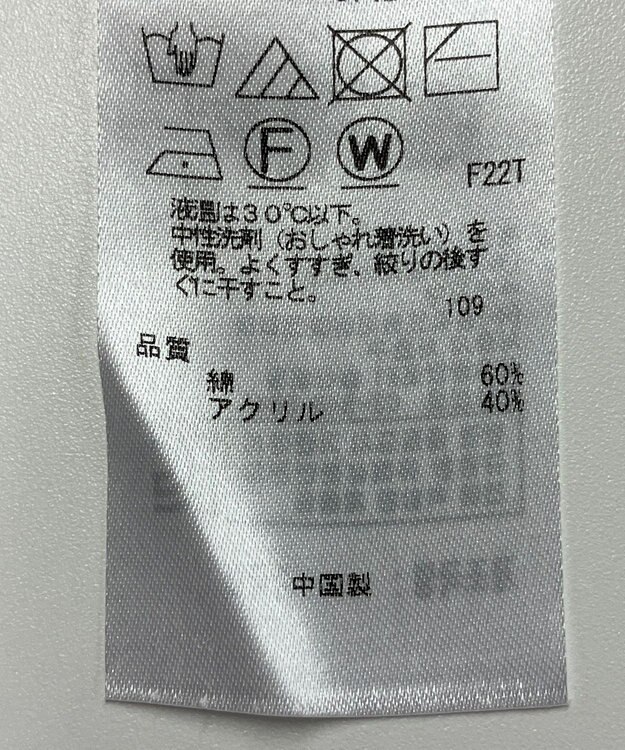 F
W
F22T
液温は30℃以下。
中性洗剤（おしゃれ着洗い）を
使用。よくすすぎ、絞りの後す
ぐに干すこと。
109
品質
綿 60%
アクリル 40%
中国製